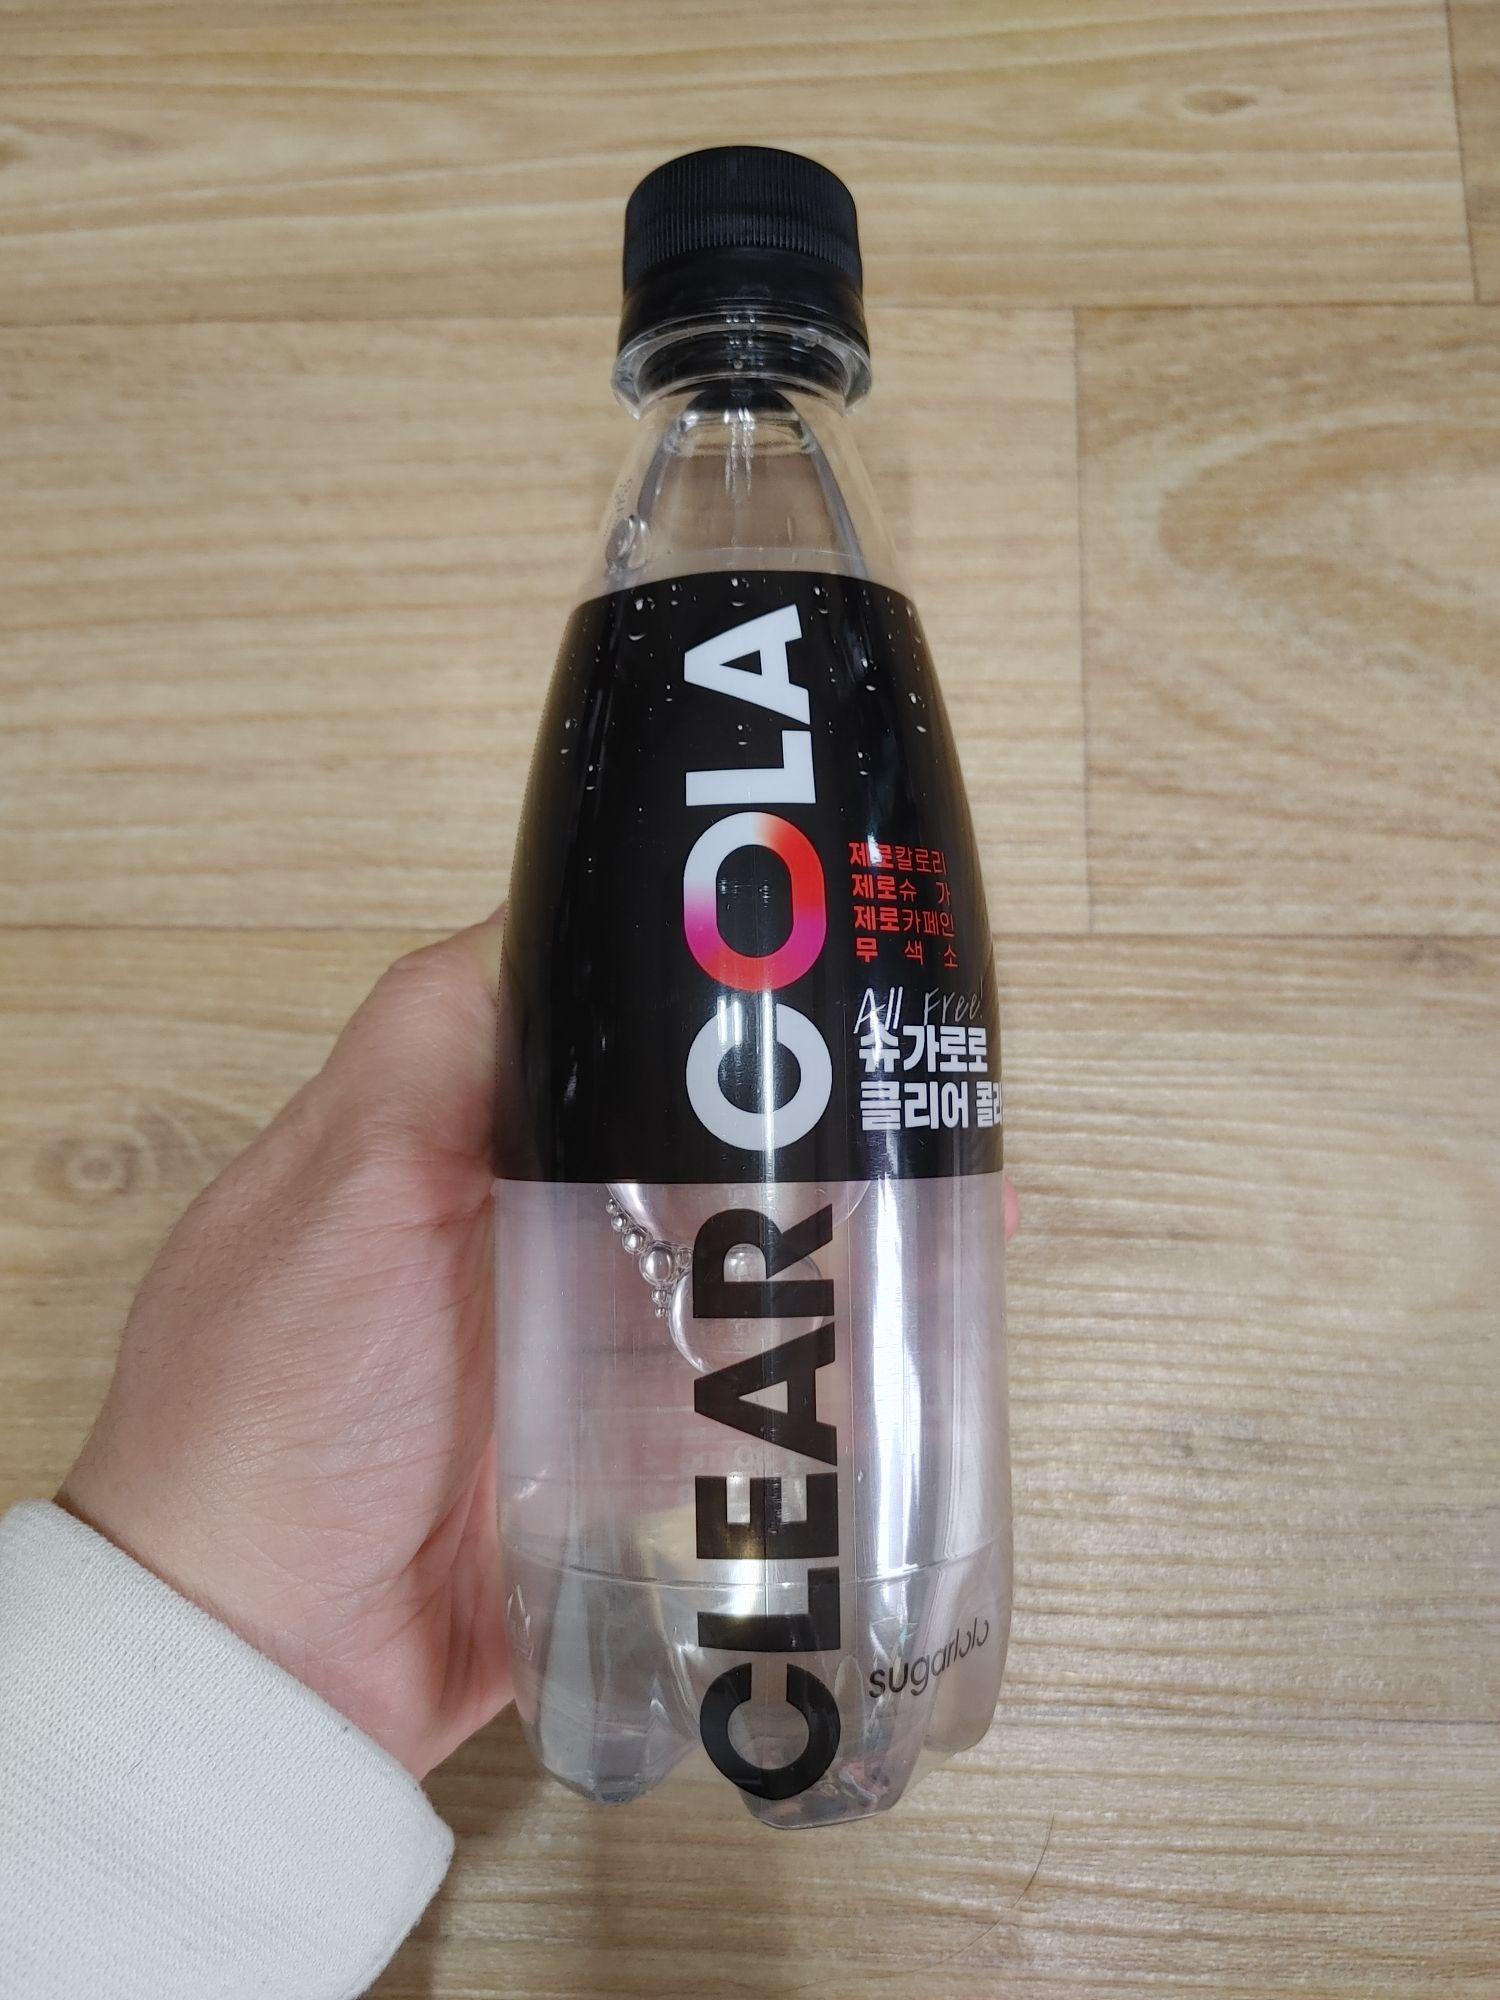 CLEAR COLA
제로칼로리
제로슈 가
제로카페인
무 색 소
All Free!
슈가로로
클리어 콜라
sugarlolo